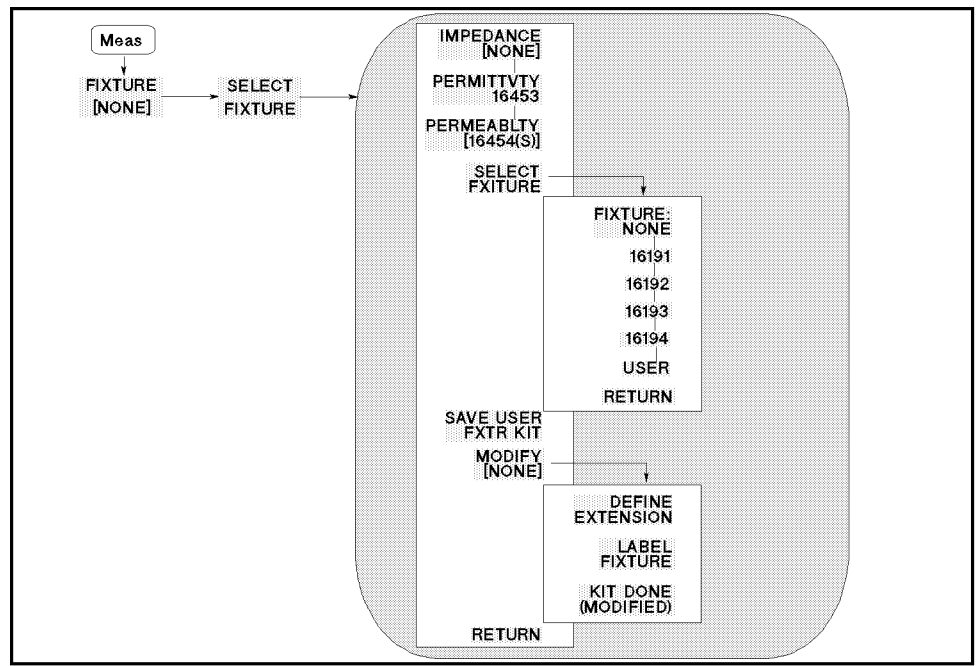 Meas
FIXTURE
[NONE]
SELECT
FIXTURE
IMPEDANCE
[NONE]
PERMITTVTY
16453
PERMEABLTY
[16454(S)]
SELECT
FXITURE
FIXTURE:
NONE
16191
16192
16193
16194
USER
RETURN
SAVE USER
FXTR KIT
MODIFY
[NONE]
DEFINE
EXTENSION
LABEL
FIXTURE
KIT DONE
(MODIFIED)
RETURN